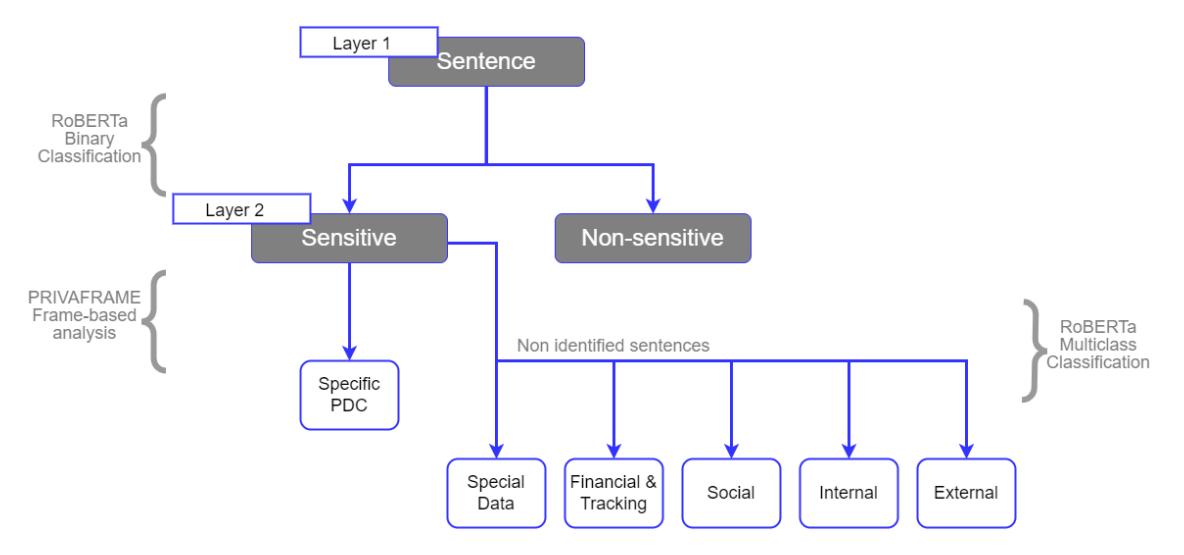 Layer 1
Sentence
RoBERTa
Binary
Classification
Layer 2
Sensitive
Non-sensitive
PRIVAFRAME
Frame-based
analysis
Non identified sentences
RoBERTa
Multiclass
Classification
Specific
PDC
Special
Data
Financial &
Tracking
Social
Internal
External